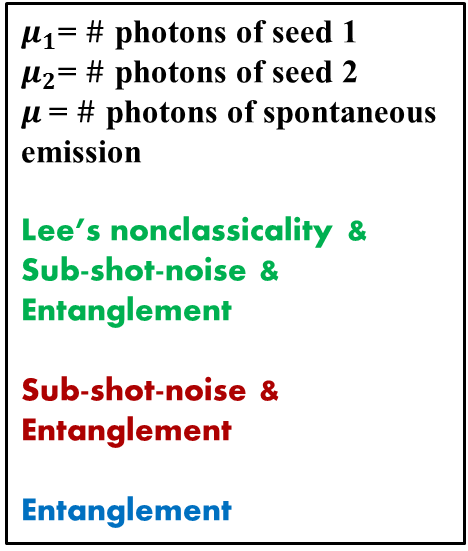 μ₁= # photons of seed 1
μ₂= # photons of seed 2
μ = # photons of spontaneous
emission
Lee's nonclassicality &
Sub-shot-noise &
Entanglement
Sub-shot-noise &
Entanglement
Entanglement